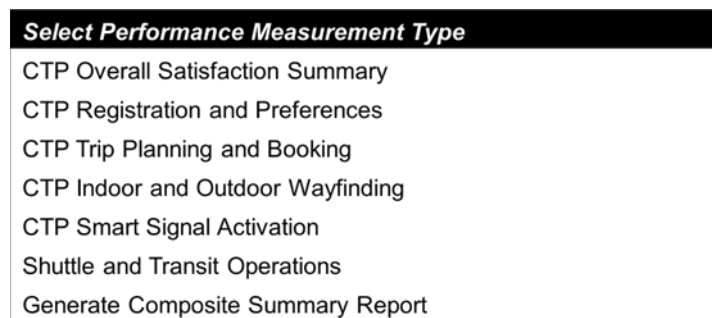 Select Performance Measurement Type
CTP Overall Satisfaction Summary
CTP Registration and Preferences
CTP Trip Planning and Booking
CTP Indoor and Outdoor Wayfinding
CTP Smart Signal Activation
Shuttle and Transit Operations
Generate Composite Summary Report